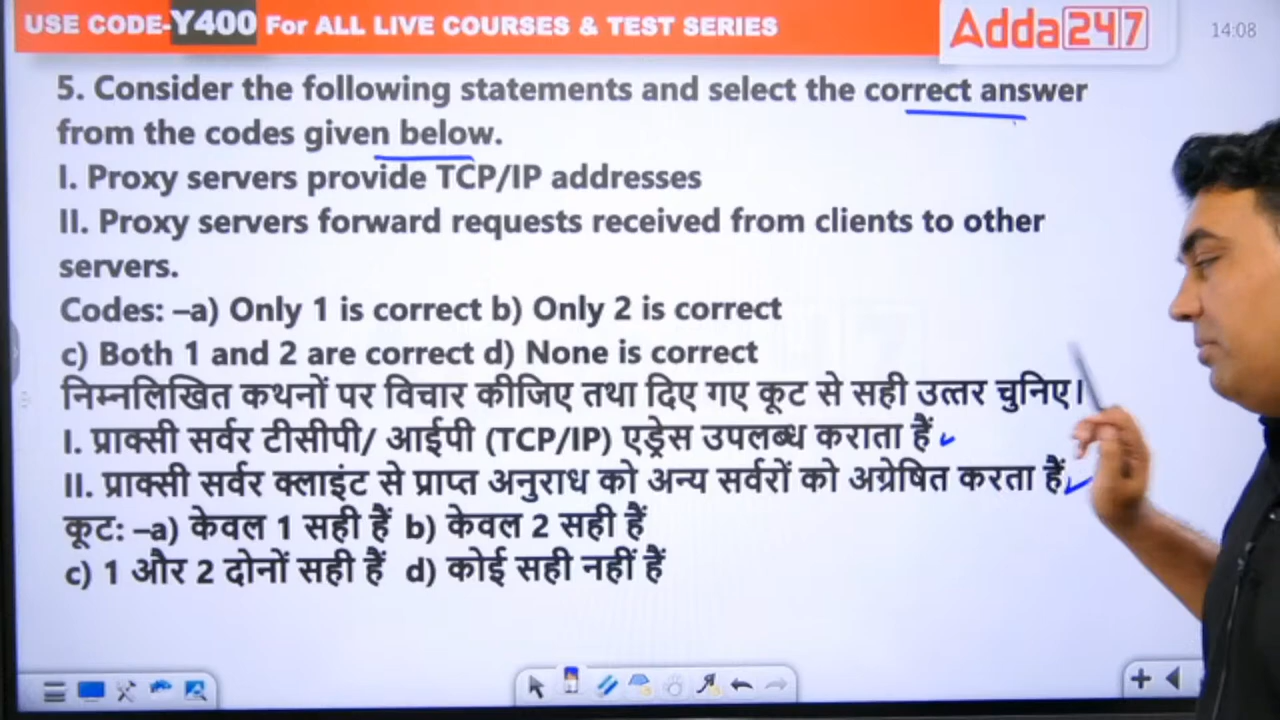 USE CODE-Y400 For ALL LIVE COURSES & TEST SERIES
Adda247
14:08
5. Consider the following statements and select the correct answer
from the codes given below.
I. Proxy servers provide TCP/IP addresses
II. Proxy servers forward requests received from clients to other
servers.
Codes: –a) Only 1 is correct b) Only 2 is correct
c) Both 1 and 2 are correct d) None is correct
निम्नलिखित कथनों पर विचार कीजिए तथा दिए गए कूट से सही उत्तर चुनिए।
I. प्राक्सी सर्वर टीसीपी/ आईपी (TCP/IP) एड्रेस उपलब्ध कराता हैं
II. प्राक्सी सर्वर क्लाइंट से प्राप्त अनुराध को अन्य सर्वरों को अग्रेषित करता हैं
कूट: –a) केवल 1 सही हैं b) केवल 2 सही हैं
c) 1 और 2 दोनों सही हैं d) कोई सही नहीं हैं